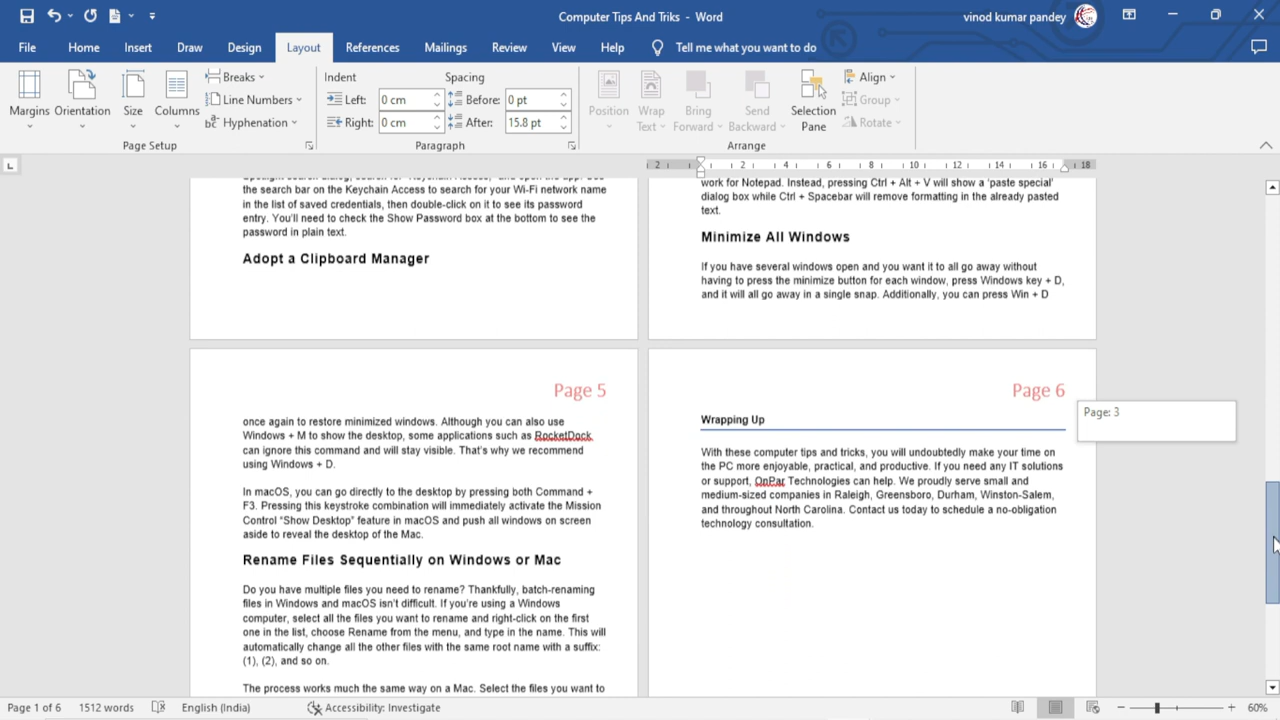 Computer Tips And Triks - Word
vinod kumar pandey
File Home Insert Draw Design Layout References Mailings Review View Help Tell me what you want to do
Margins
Orientation
Size
Columns
Breaks
Line Numbers
Hyphenation
Page Setup
Indent
Left: 0 cm
Right: 0 cm
Spacing
Before: 0 pt
After: 15.8 pt
Paragraph
Position
Wrap
Text
Bring
Forward
Send
Backward
Selection
Pane
Align
Group
Rotate
Arrange
L
2 2 4 6 8 10 12 14 16 18
the search bar on the Keychain Access to search for your Wi-Fi network name
in the list of saved credentials, then double-click on it to see its password
entry. You'll need to check the Show Password box at the bottom to see the
password in plain text.
Adopt a Clipboard Manager
work for Notepad. Instead, pressing Ctrl + Alt + V will show a 'paste special'
dialog box while Ctrl + Spacebar will remove formatting in the already pasted
text.
Minimize All Windows
If you have several windows open and you want it to all go away without
having to press the minimize button for each window, press Windows key + D,
and it will all go away in a single snap. Additionally, you can press Win + D
Page 5
once again to restore minimized windows. Although you can also use
Windows + M to show the desktop, some applications such as RocketDock
can ignore this command and will stay visible. That's why we recommend
using Windows + D.
In macOS, you can go directly to the desktop by pressing both Command +
F3. Pressing this keystroke combination will immediately activate the Mission
Control "Show Desktop" feature in macOS and push all windows on screen
aside to reveal the desktop of the Mac.
Rename Files Sequentially on Windows or Mac
Do you have multiple files you need to rename? Thankfully, batch-renaming
files in Windows and macOS isn't difficult. If you're using a Windows
computer, select all the files you want to rename and right-click on the first
one in the list, choose Rename from the menu, and type in the name. This will
automatically change all the other files with the same root name with a suffix:
(1), (2), and so on.
The process works much the same way on a Mac. Select the files you want to
Page 6
Wrapping Up
With these computer tips and tricks, you will undoubtedly make your time on
the PC more enjoyable, practical, and productive. If you need any IT solutions
or support, OnPar Technologies can help. We proudly serve small and
medium-sized companies in Raleigh, Greensboro, Durham, Winston-Salem,
and throughout North Carolina. Contact us today to schedule a no-obligation
technology consultation.
Page: 3
Page 1 of 6 1512 words English (India) Accessibility: Investigate 60%